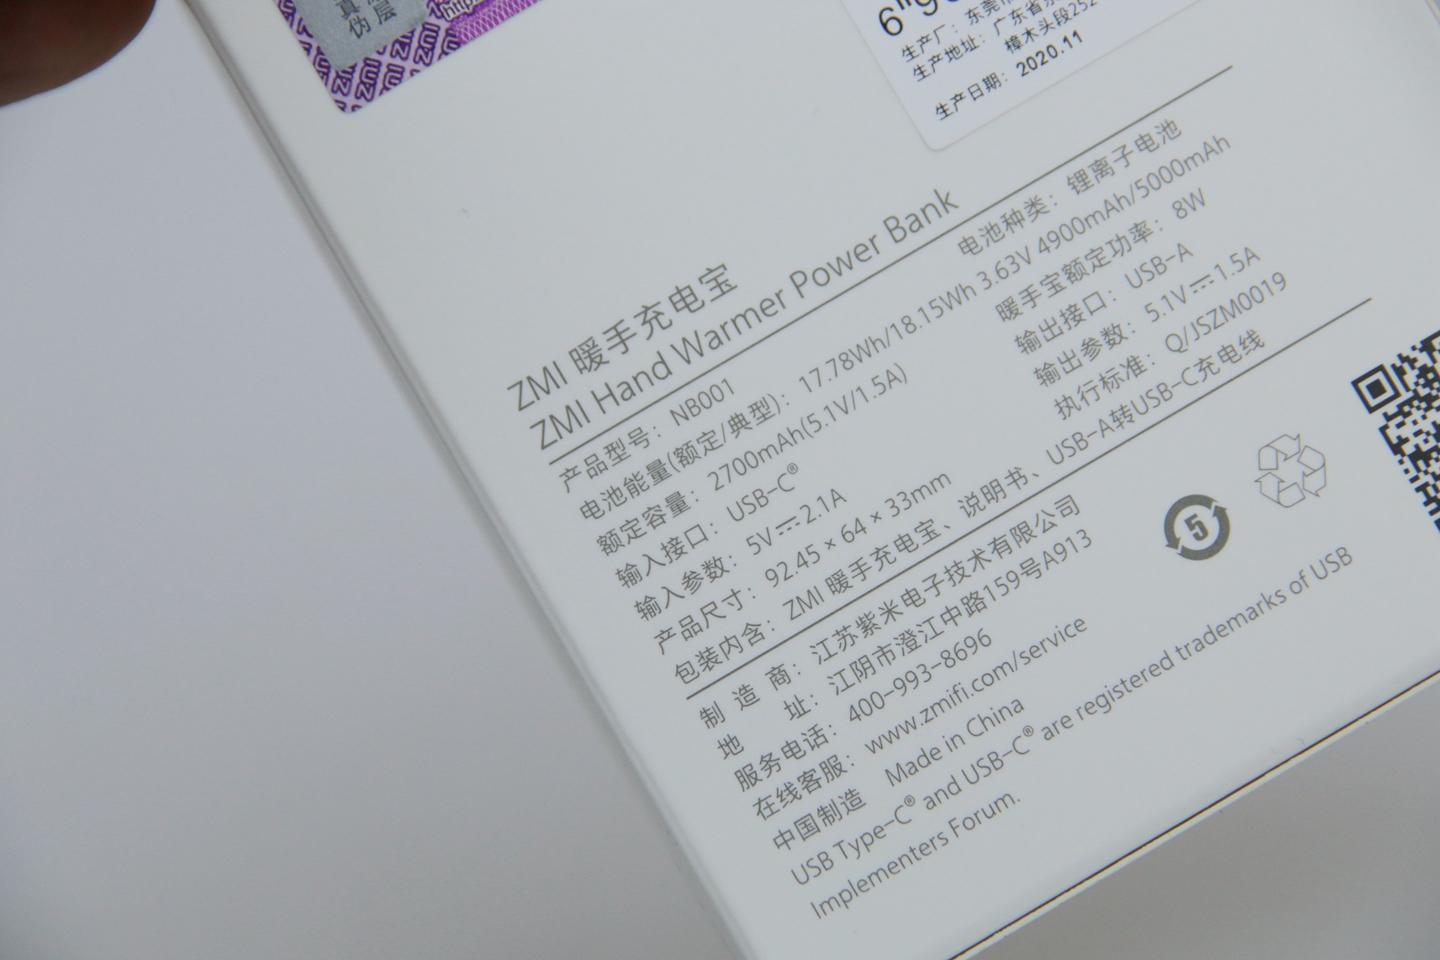 真
伪
层
zmi
http
生产厂：东莞
生产地址：广东省东
樟木头段252
生产日期：2020.11
ZMI 暖手充电宝
ZMI Hand Warmer Power Bank
产品型号：NB001 电池种类：锂离子电池
电池能量(额定/典型)：17.78Wh/18.15Wh 3.63V 4900mAh/5000mAh
额定容量：2700mAh(5.1V/1.5A) 暖手宝额定功率：8W
输入接口：USB-C® 输出接口：USB-A
输入参数：5V⎓2.1A 输出参数：5.1V⎓1.5A
产品尺寸：92.45 × 64 × 33mm 执行标准：Q/JSZM0019
包装内含：ZMI 暖手充电宝、说明书、USB-A转USB-C充电线
制造商：江苏紫米电子技术有限公司
地址：江阴市澄江中路159号A913
服务电话：400-993-8696
在线客服：www.zmifi.com/service
中国制造 Made in China
USB Type-C® and USB-C® are registered trademarks of USB
Implementers Forum.
5